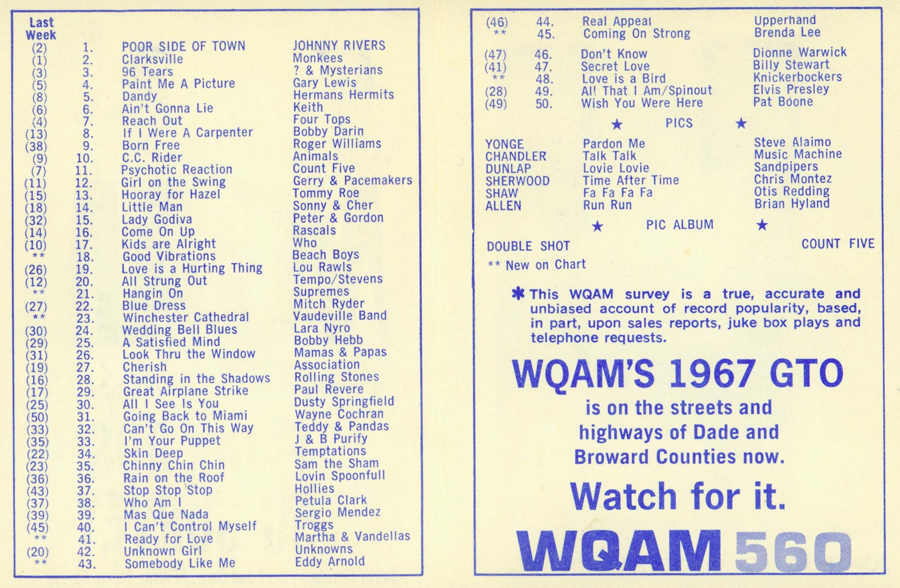 Last
Week
(2) 1. POOR SIDE OF TOWN JOHNNY RIVERS
(1) 2. Clarksville Monkees
(3) 3. 96 Tears ? & Mysterians
(5) 4. Paint Me A Picture Gary Lewis
(8) 5. Dandy Hermans Hermits
(6) 6. Ain't Gonna Lie Keith
(4) 7. Reach Out Four Tops
(13) 8. If I Were A Carpenter Bobby Darin
(38) 9. Born Free Roger Williams
(9) 10. C.C. Rider Animals
(7) 11. Psychotic Reaction Count Five
(11) 12. Girl on the Swing Gerry & Pacemakers
(15) 13. Hooray for Hazel Tommy Roe
(18) 14. Little Man Sonny & Cher
(32) 15. Lady Godiva Peter & Gordon
(14) 16. Come On Up Rascals
(10) 17. Kids are Alright Who
** 18. Good Vibrations Beach Boys
(26) 19. Love is a Hurting Thing Lou Rawls
(12) 20. All Strung Out Tempo/Stevens
** 21. Hangin On Supremes
(27) 22. Blue Dress Mitch Ryder
** 23. Winchester Cathedral Vaudeville Band
(30) 24. Wedding Bell Blues Lara Nyro
(29) 25. A Satisfied Mind Bobby Hebb
(31) 26. Look Thru the Window Mamas & Papas
(19) 27. Cherish Association
(16) 28. Standing in the Shadows Rolling Stones
(17) 29. Great Airplane Strike Paul Revere
(25) 30. All I See Is You Dusty Springfield
(50) 31. Going Back to Miami Wayne Cochran
(33) 32. Can't Go On This Way Teddy & Pandas
(35) 33. I'm Your Puppet J & B Purify
(22) 34. Skin Deep Temptations
(23) 35. Chinny Chin Chin Sam the Sham
(36) 36. Rain on the Roof Lovin Spoonfull
(43) 37. Stop Stop Stop Hollies
(37) 38. Who Am I Petula Clark
(39) 39. Mas Que Nada Sergio Mendez
(45) 40. I Can't Control Myself Troggs
** 41. Ready for Love Martha & Vandellas
(20) 42. Unknown Girl Unknowns
** 43. Somebody Like Me Eddy Arnold
(46) 44. Real Appeal Upperhand
** 45. Coming On Strong Brenda Lee
(47) 46. Don't Know Dionne Warwick
(41) 47. Secret Love Billy Stewart
** 48. Love is a Bird Knickerbockers
(28) 49. All That I Am/Spinout Elvis Presley
(49) 50. Wish You Were Here Pat Boone
★ PICS ★
YONGE Pardon Me Steve Alaimo
CHANDLER Talk Talk Music Machine
DUNLAP Lovie Lovie Sandpipers
SHERWOOD Time After Time Chris Montez
SHAW Fa Fa Fa Fa Otis Redding
ALLEN Run Run Brian Hyland
★ PIC ALBUM ★
DOUBLE SHOT COUNT FIVE
** New on Chart
* This WQAM survey is a true, accurate and
unbiased account of record popularity, based,
in part, upon sales reports, juke box plays and
telephone requests.
WQAM'S 1967 GTO
is on the streets and
highways of Dade and
Broward Counties now.
Watch for it.
WQAM 560